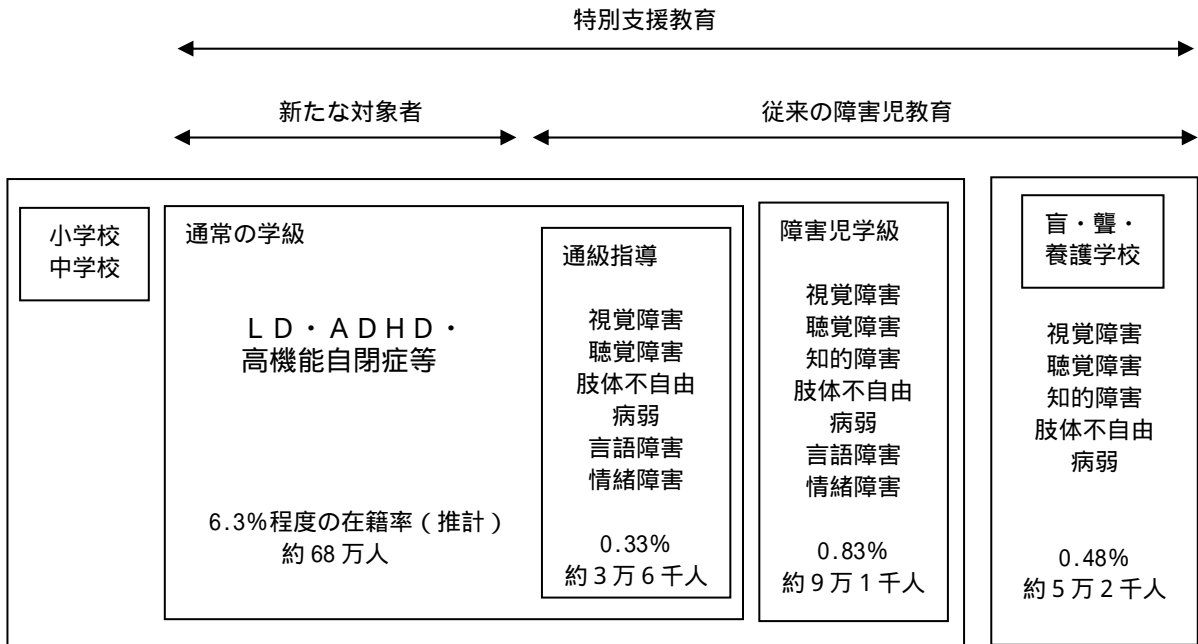 特別支援教育
新たな対象者
従来の障害児教育
小学校
中学校
通常の学級
LD・ADHD・
高機能自閉症等
6.3%程度の在籍率(推計)
約68万人
通級指導
視覚障害
聴覚障害
肢体不自由
病弱
言語障害
情緒障害
0.33%
約3万6千人
障害児学級
視覚障害
聴覚障害
知的障害
肢体不自由
病弱
言語障害
情緒障害
0.83%
約9万1千人
盲・聾・
養護学校
視覚障害
聴覚障害
知的障害
肢体不自由
病弱
0.48%
約5万2千人